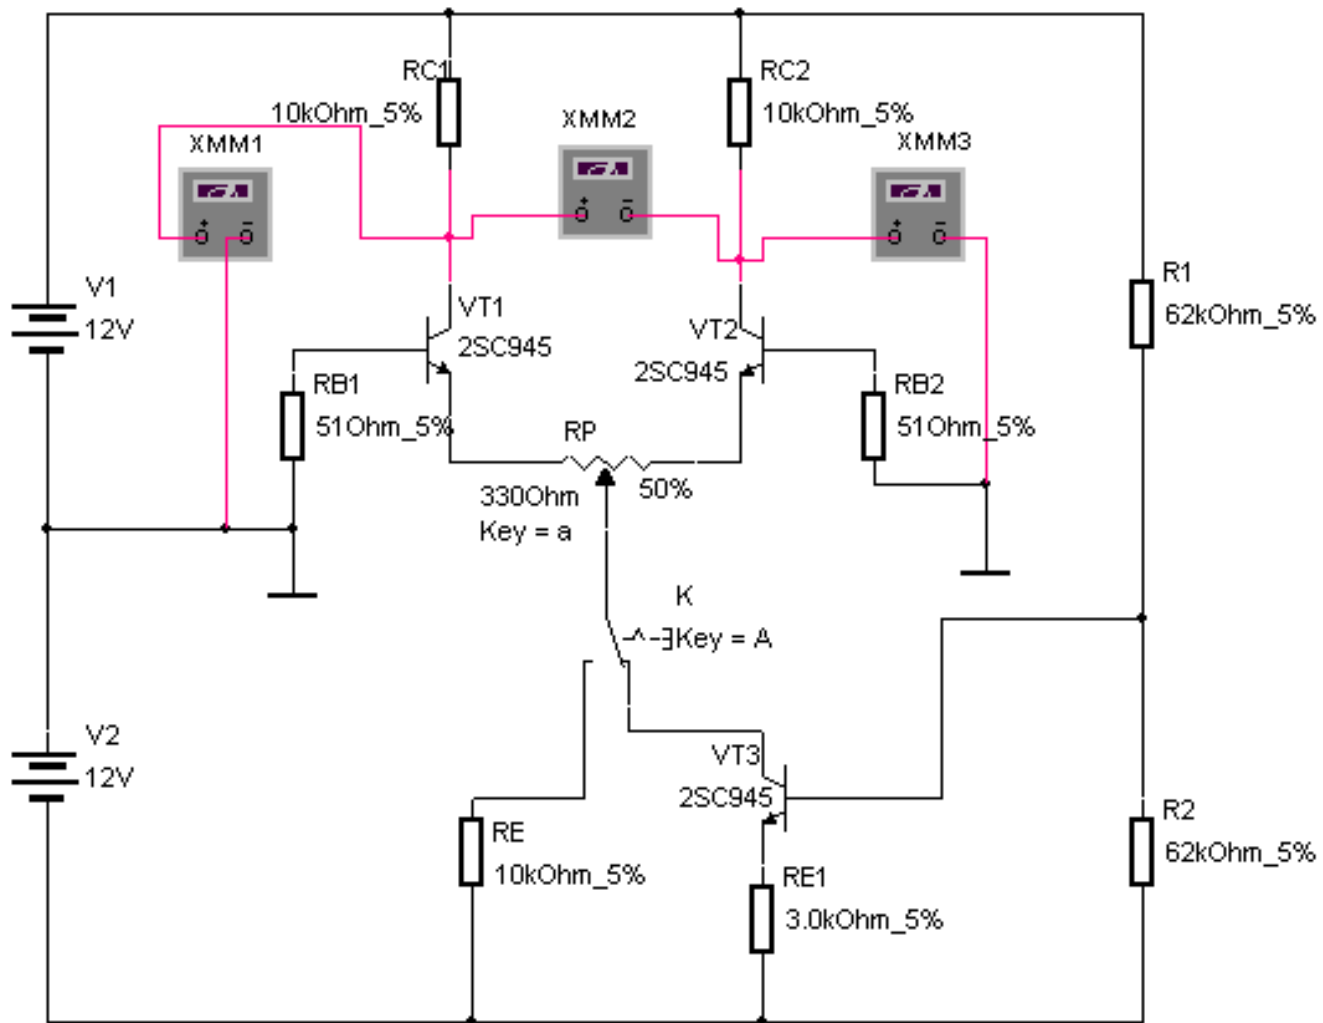 RC1
10kOhm_5%
RC2
10kOhm_5%
XMM1
XMM2
XMM3
+ -
+ -
+ -
V1
12V
VT1
2SC945
VT2
2SC945
R1
62kOhm_5%
RB1
51Ohm_5%
RB2
51Ohm_5%
RP
330Ohm
50%
Key = a
K
Key = A
V2
12V
VT3
2SC945
RE
10kOhm_5%
RE1
3.0kOhm_5%
R2
62kOhm_5%